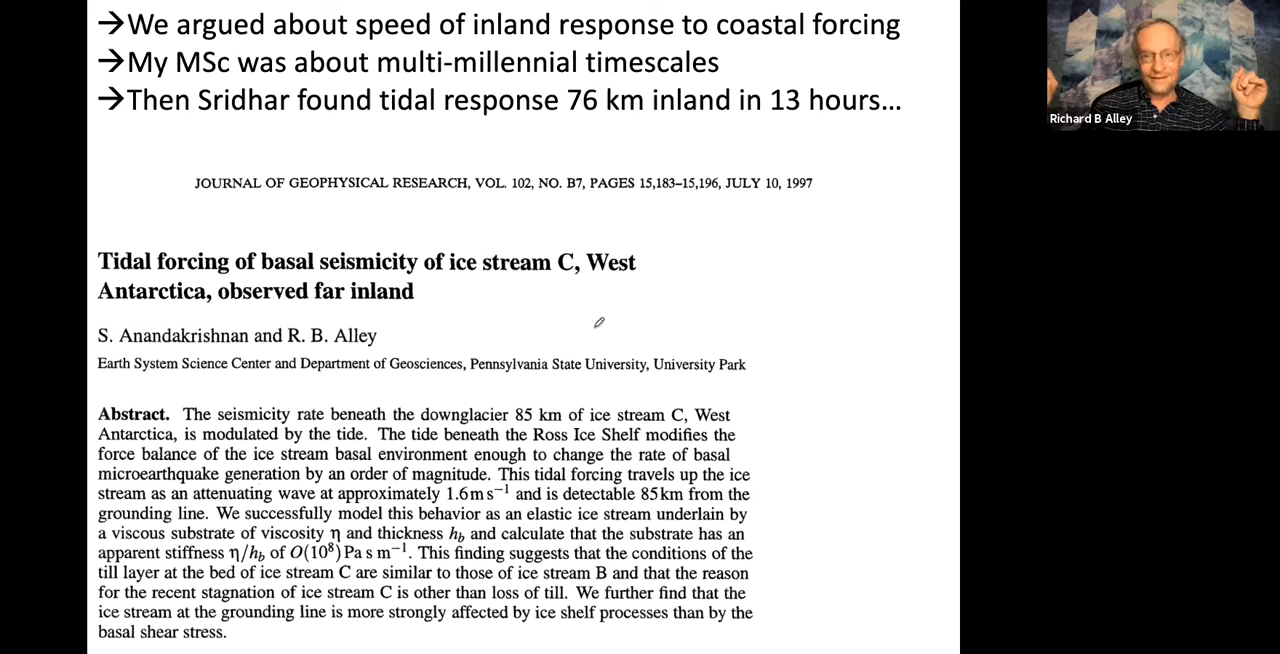 →We argued about speed of inland response to coastal forcing
→My MSc was about multi-millennial timescales
→Then Sridhar found tidal response 76 km inland in 13 hours...
Richard B Alley
JOURNAL OF GEOPHYSICAL RESEARCH, VOL. 102, NO. B7, PAGES 15,183–15,196, JULY 10, 1997
Tidal forcing of basal seismicity of ice stream C, West
Antarctica, observed far inland
S. Anandakrishnan and R. B. Alley
Earth System Science Center and Department of Geosciences, Pennsylvania State University, University Park
Abstract. The seismicity rate beneath the downglacier 85 km of ice stream C, West
Antarctica, is modulated by the tide. The tide beneath the Ross Ice Shelf modifies the
force balance of the ice stream basal environment enough to change the rate of basal
microearthquake generation by an order of magnitude. This tidal forcing travels up the ice
stream as an attenuating wave at approximately 1.6 m s⁻¹ and is detectable 85 km from the
grounding line. We successfully model this behavior as an elastic ice stream underlain by
a viscous substrate of viscosity η and thickness h_b and calculate that the substrate has an
apparent stiffness η/h_b of O(10⁸) Pa s m⁻¹. This finding suggests that the conditions of the
till layer at the bed of ice stream C are similar to those of ice stream B and that the reason
for the recent stagnation of ice stream C is other than loss of till. We further find that the
ice stream at the grounding line is more strongly affected by ice shelf processes than by the
basal shear stress.